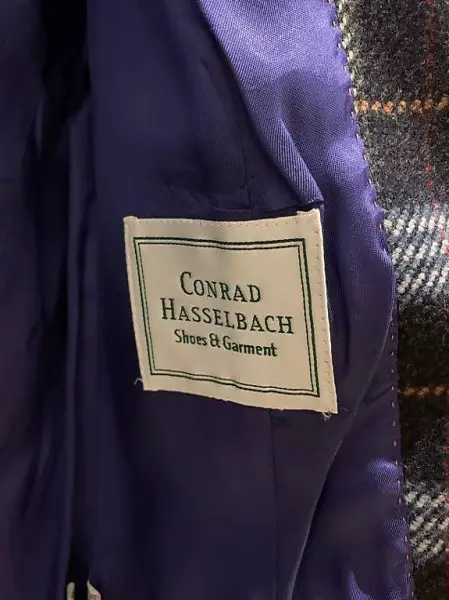 CONRAD
HASSELBACH
Shoes & Garment